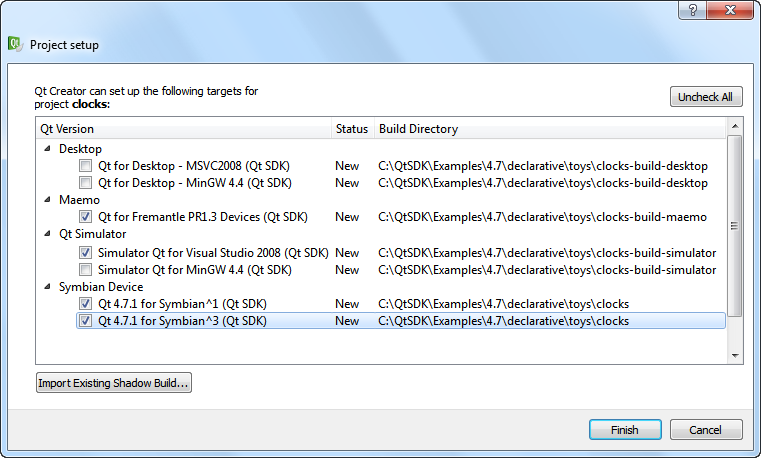 Qt
Project setup
?
Qt Creator can set up the following targets for
project clocks:
Uncheck All
Qt Version Status Build Directory
Desktop
Qt for Desktop - MSVC2008 (Qt SDK) New C:\QtSDK\Examples\4.7\declarative\toys\clocks-build-desktop
Qt for Desktop - MinGW 4.4 (Qt SDK) New C:\QtSDK\Examples\4.7\declarative\toys\clocks-build-desktop
Maemo
Qt for Fremantle PR1.3 Devices (Qt SDK) New C:\QtSDK\Examples\4.7\declarative\toys\clocks-build-maemo
Qt Simulator
Simulator Qt for Visual Studio 2008 (Qt SDK) New C:\QtSDK\Examples\4.7\declarative\toys\clocks-build-simulator
Simulator Qt for MinGW 4.4 (Qt SDK) New C:\QtSDK\Examples\4.7\declarative\toys\clocks-build-simulator
Symbian Device
Qt 4.7.1 for Symbian^1 (Qt SDK) New C:\QtSDK\Examples\4.7\declarative\toys\clocks
Qt 4.7.1 for Symbian^3 (Qt SDK) New C:\QtSDK\Examples\4.7\declarative\toys\clocks
Import Existing Shadow Build...
Finish Cancel